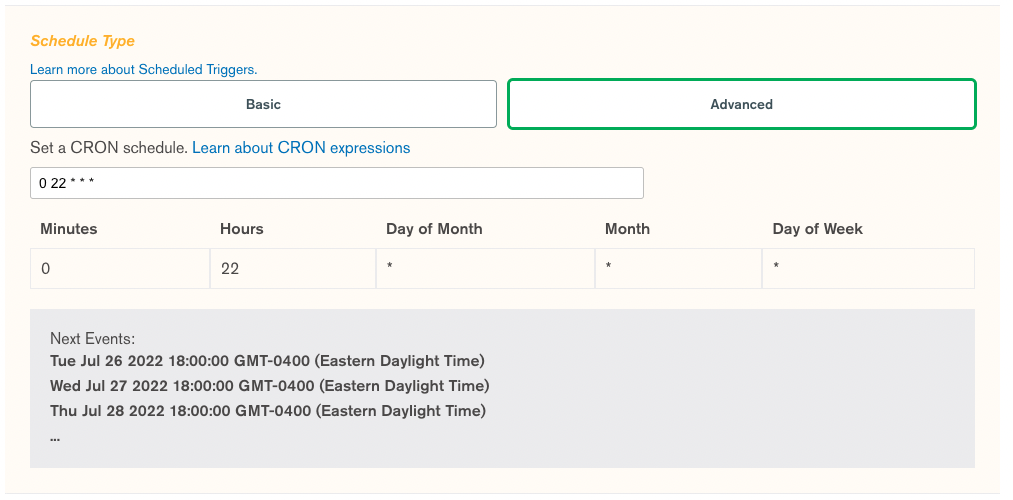 Schedule Type
Learn more about Scheduled Triggers.
Basic
Advanced
Set a CRON schedule. Learn about CRON expressions
0 22 * * *
Minutes Hours Day of Month Month Day of Week
0 22 * * *
Next Events:
Tue Jul 26 2022 18:00:00 GMT-0400 (Eastern Daylight Time)
Wed Jul 27 2022 18:00:00 GMT-0400 (Eastern Daylight Time)
Thu Jul 28 2022 18:00:00 GMT-0400 (Eastern Daylight Time)
...